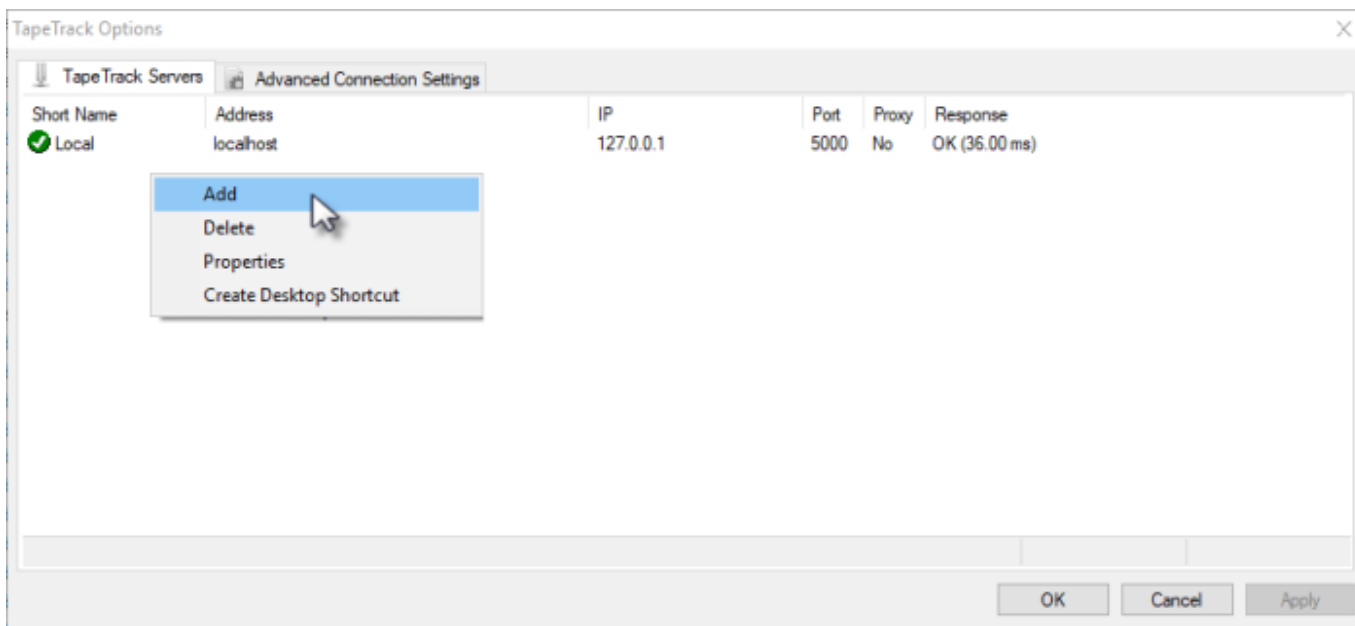 TapeTrack Options
TapeTrack Servers Advanced Connection Settings
Short Name Address IP Port Proxy Response
Local localhost 127.0.0.1 5000 No OK (36.00 ms)
Add
Delete
Properties
Create Desktop Shortcut
OK Cancel Apply